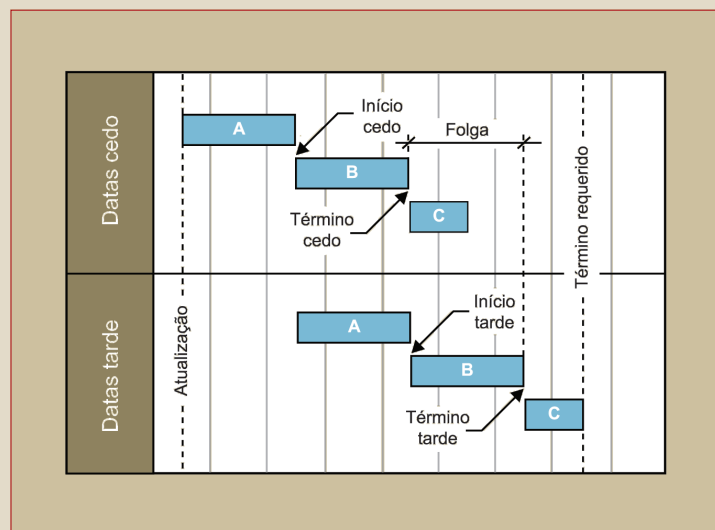 Datas cedo
A
Início
cedo
Folga
B
Término
cedo
C
Término requerido
Datas tarde
Atualização
A
Início
tarde
B
Término
tarde
C